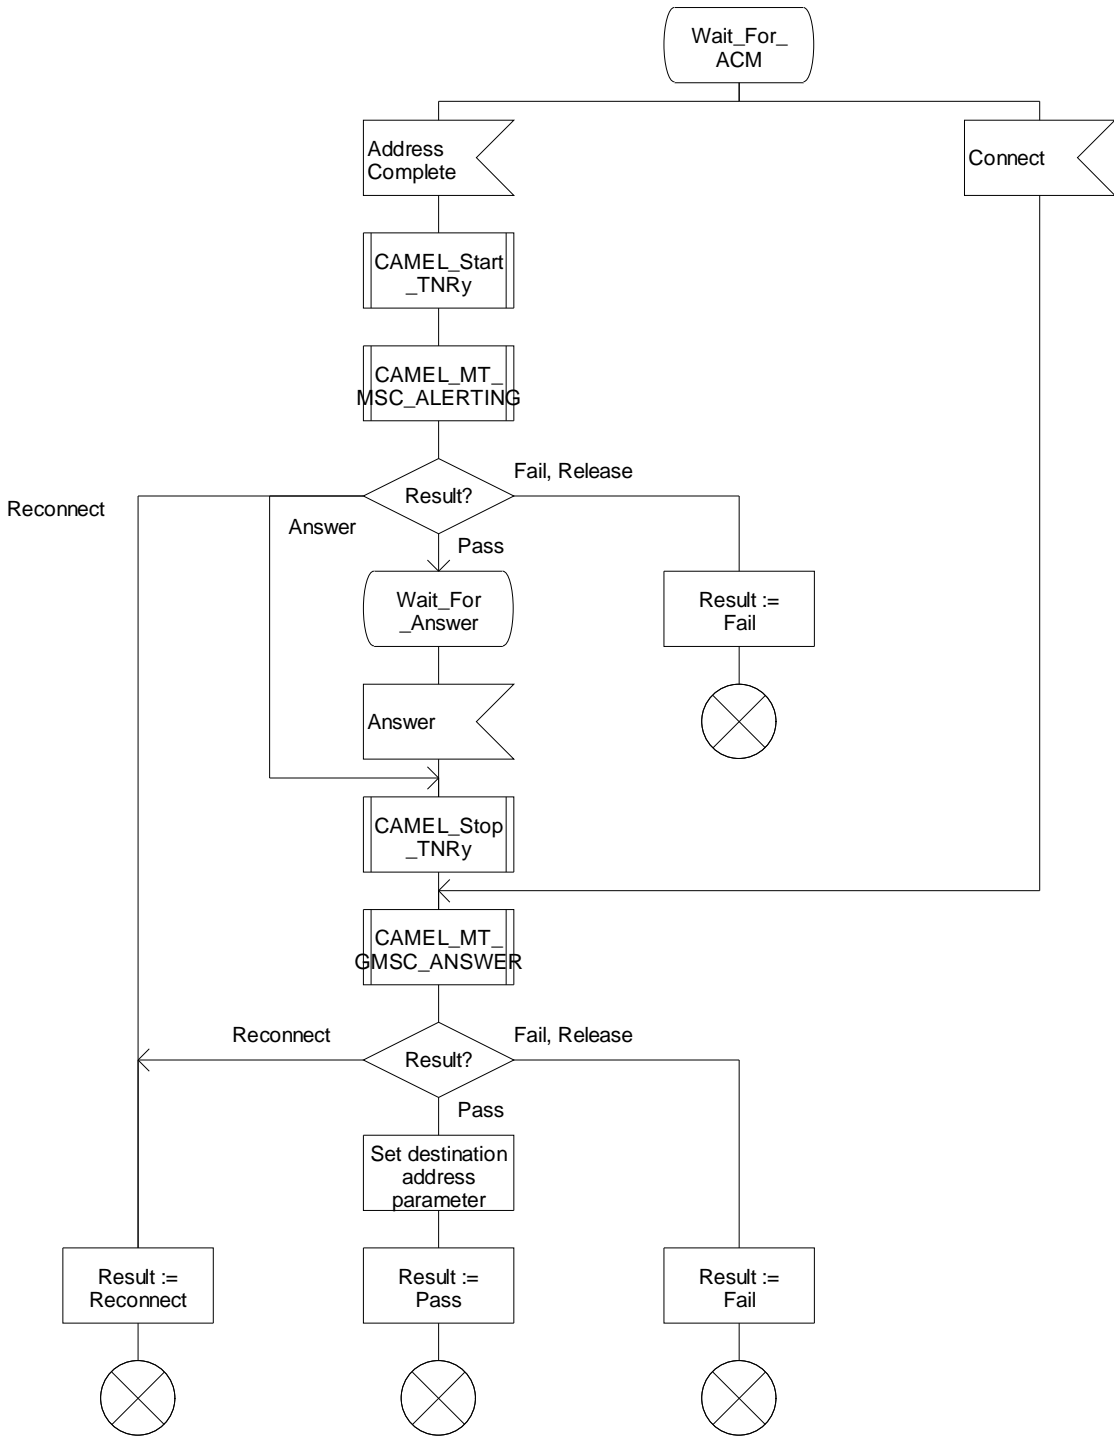 Wait_For_
ACM
Address
Complete
Connect
CAMEL_Start
_TNRy
CAMEL_MT_
MSC_ALERTING
Fail, Release
Result?
Reconnect
Answer
Pass
Wait_For
_Answer
Result :=
Fail
Answer
CAMEL_Stop
_TNRy
CAMEL_MT_
GMSC_ANSWER
Reconnect
Fail, Release
Result?
Pass
Set destination
address
parameter
Result :=
Reconnect
Result :=
Pass
Result :=
Fail